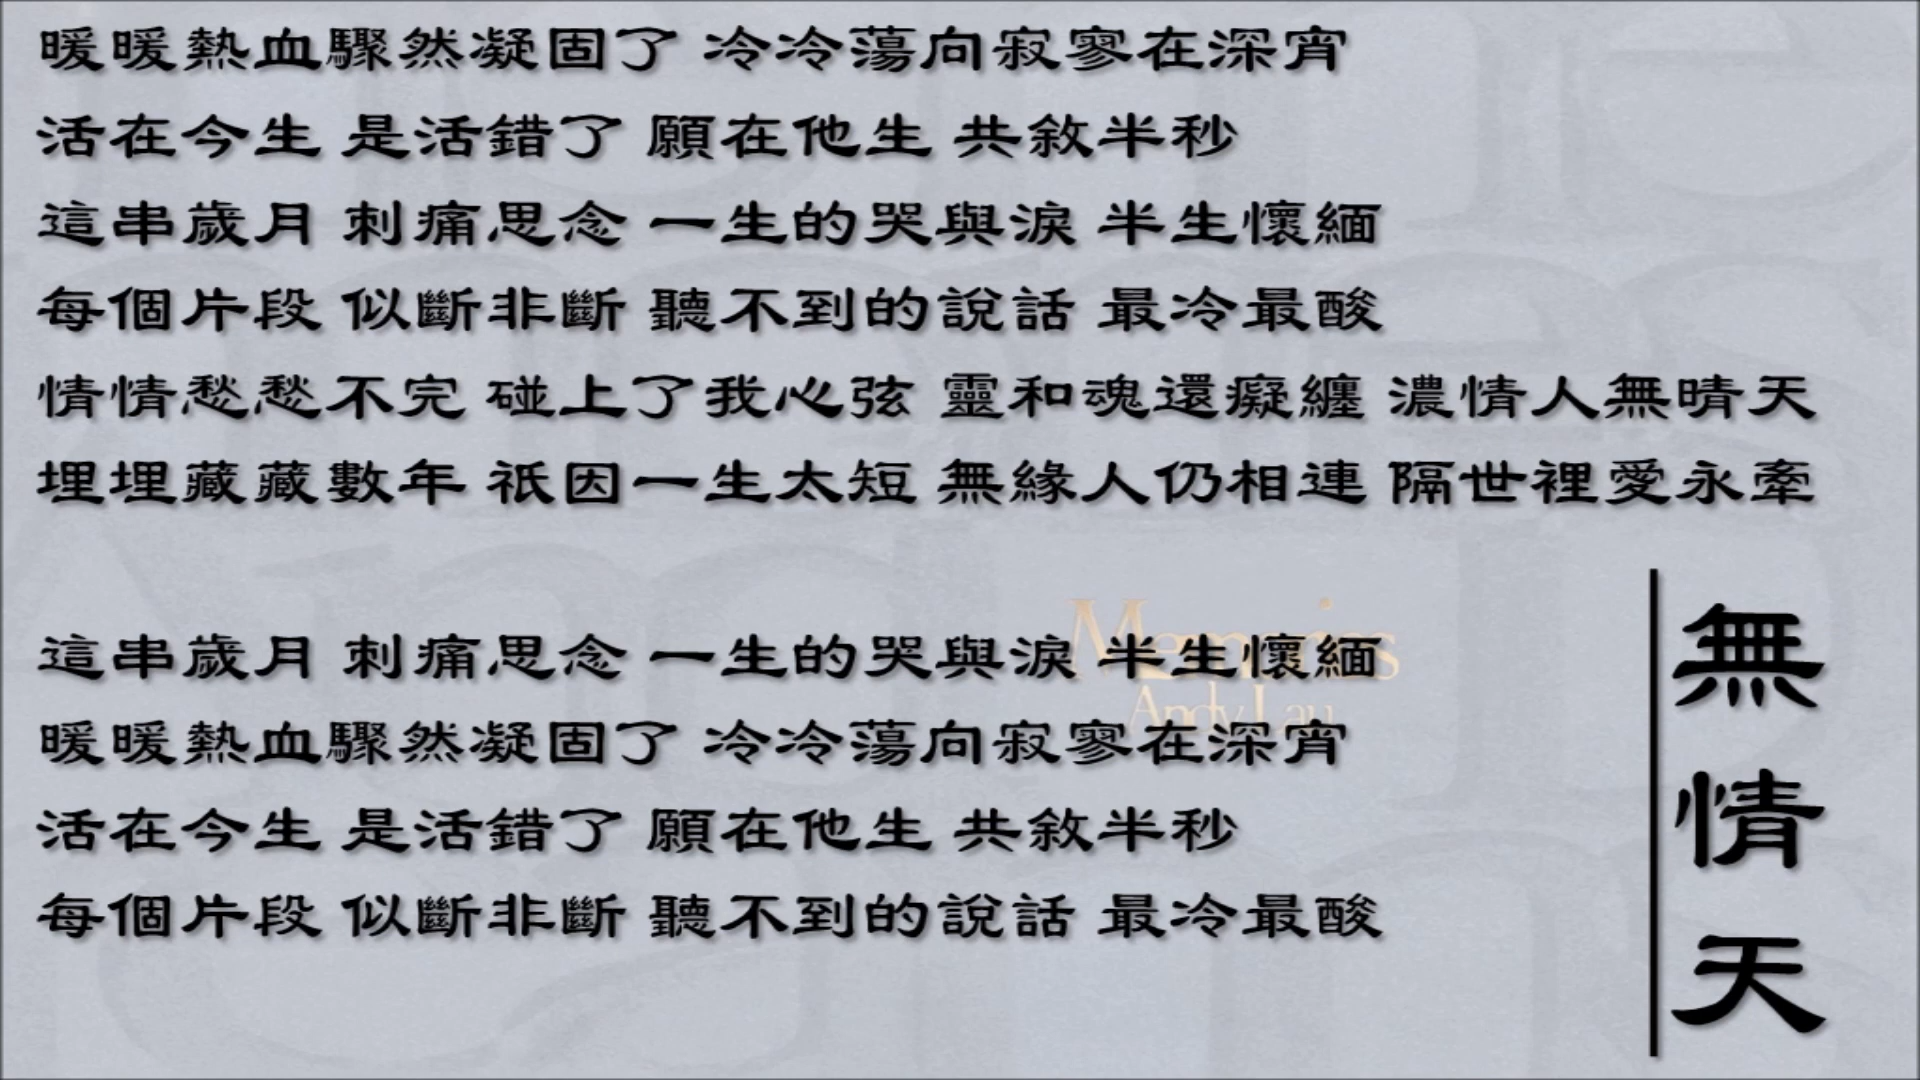 暖暖熱血驟然凝固了 冷冷蕩向寂寥在深宵
活在今生 是活錯了 願在他生 共敘半秒
這串歲月 刺痛思念 一生的哭與淚 半生懷緬
每個片段 似斷非斷 聽不到的說話 最冷最酸
情情愁愁不完 碰上了我心弦 靈和魂還癡纏 濃情人無晴天
埋埋藏藏數年 祇因一生太短 無緣人仍相連 隔世裡愛永牽
這串歲月 刺痛思念 一生的哭與淚 半生懷緬
暖暖熱血驟然凝固了 冷冷蕩向寂寥在深宵
活在今生 是活錯了 願在他生 共敘半秒
每個片段 似斷非斷 聽不到的說話 最冷最酸
Memories
Andy Lau
無情天